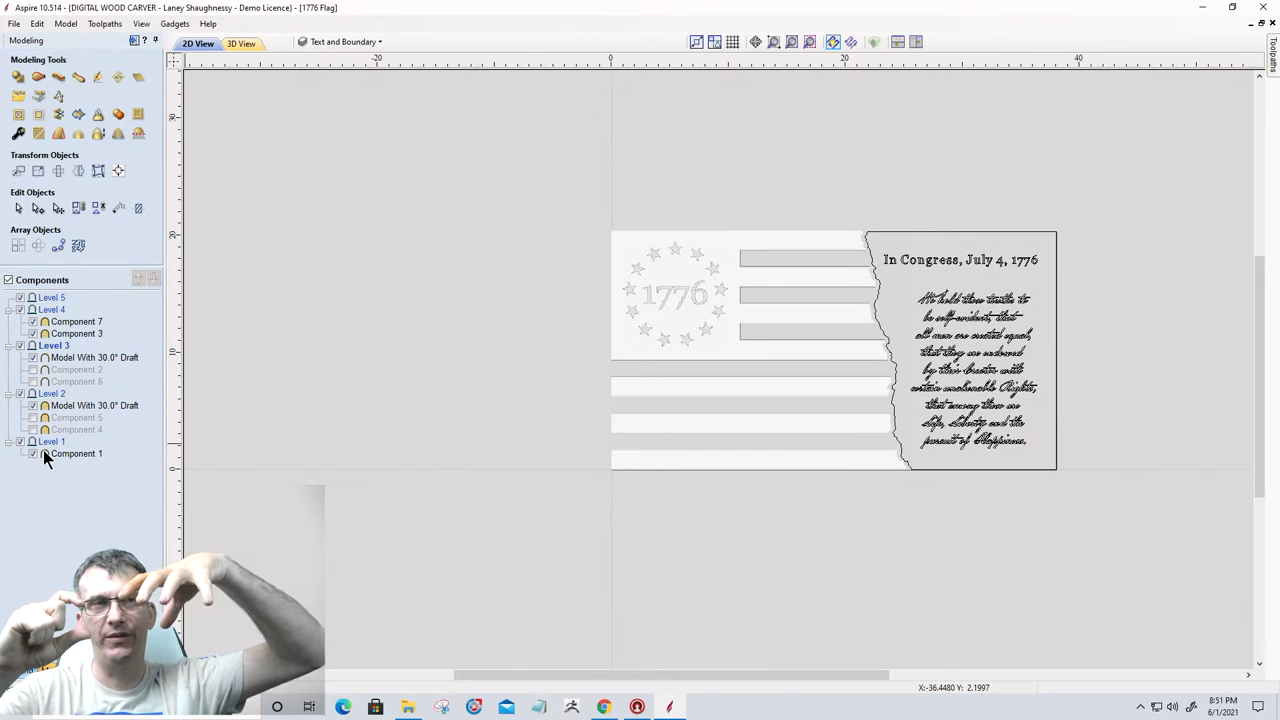 Aspire 10.514 - (DIGITAL WOOD CARVER - Laney Shaughnessy - Demo Licence) - [1776 Flag]
File Edit Model Toolpaths View Gadgets Help
Modeling
2D View 3D View Text and Boundary
Toolpaths
-20 0 20 40
30
20
10
0
Modeling Tools
Transform Objects
Edit Objects
Array Objects
Components
Level 5
Level 4
Component 7
Component 3
Level 3
Model With 30.0° Draft
Component 2
Component 6
Level 2
Model With 30.0° Draft
Component 5
Component 4
Level 1
Component 1
1776
In Congress, July 4, 1776
We hold these truths to
be self-evident, that
all men are created equal,
that they are endowed
by their Creator with
certain unalienable Rights,
that among these are
Life, Liberty and the
pursuit of Happiness.
X:-36.4480 Y: 2.1997
8:51 PM
6/1/2021